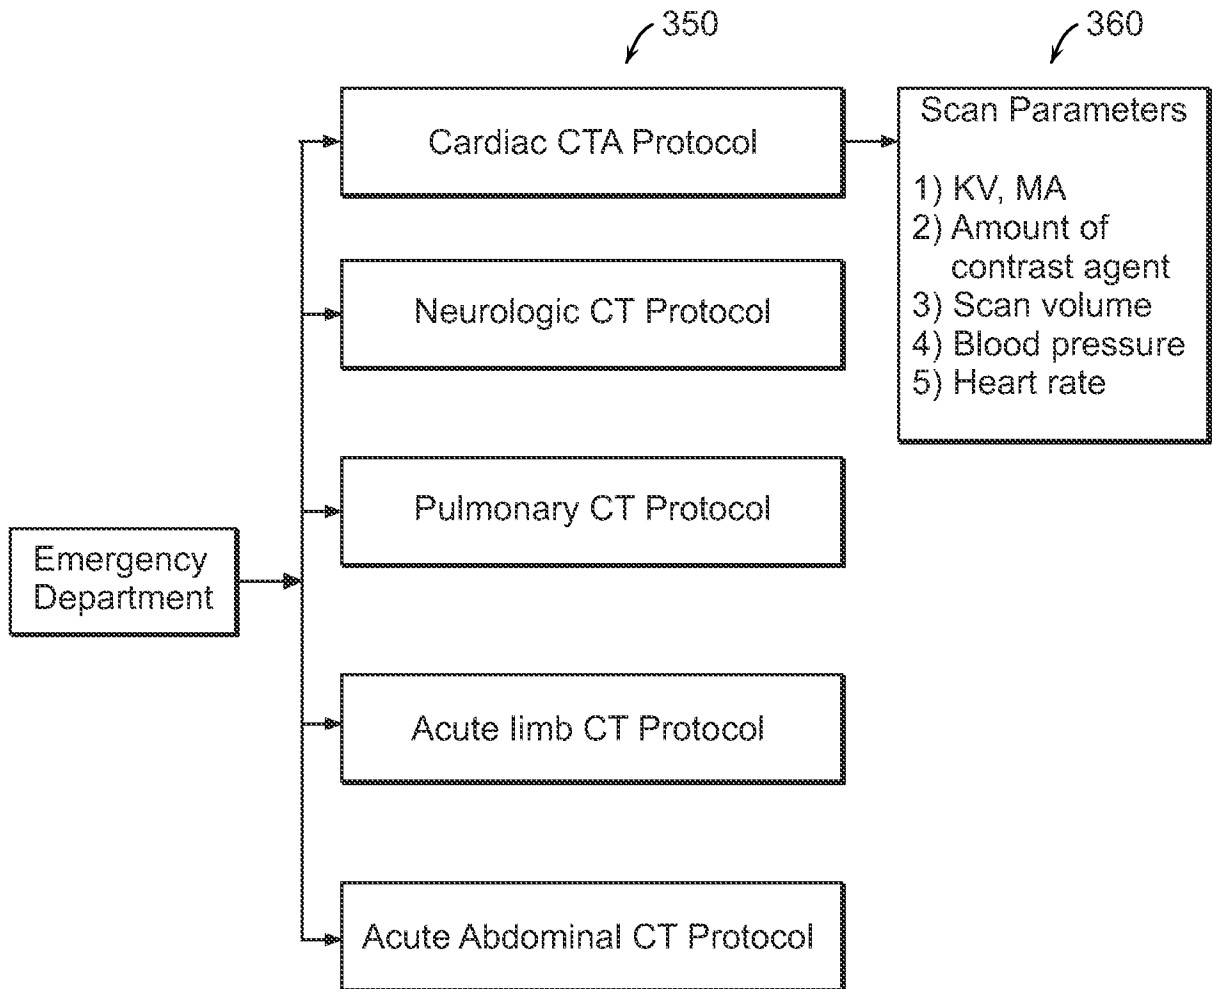 350
360
Cardiac CTA Protocol
Scan Parameters
1) KV, MA
2) Amount of
contrast agent
3) Scan volume
4) Blood pressure
5) Heart rate
Neurologic CT Protocol
Pulmonary CT Protocol
Emergency
Department
Acute limb CT Protocol
Acute Abdominal CT Protocol